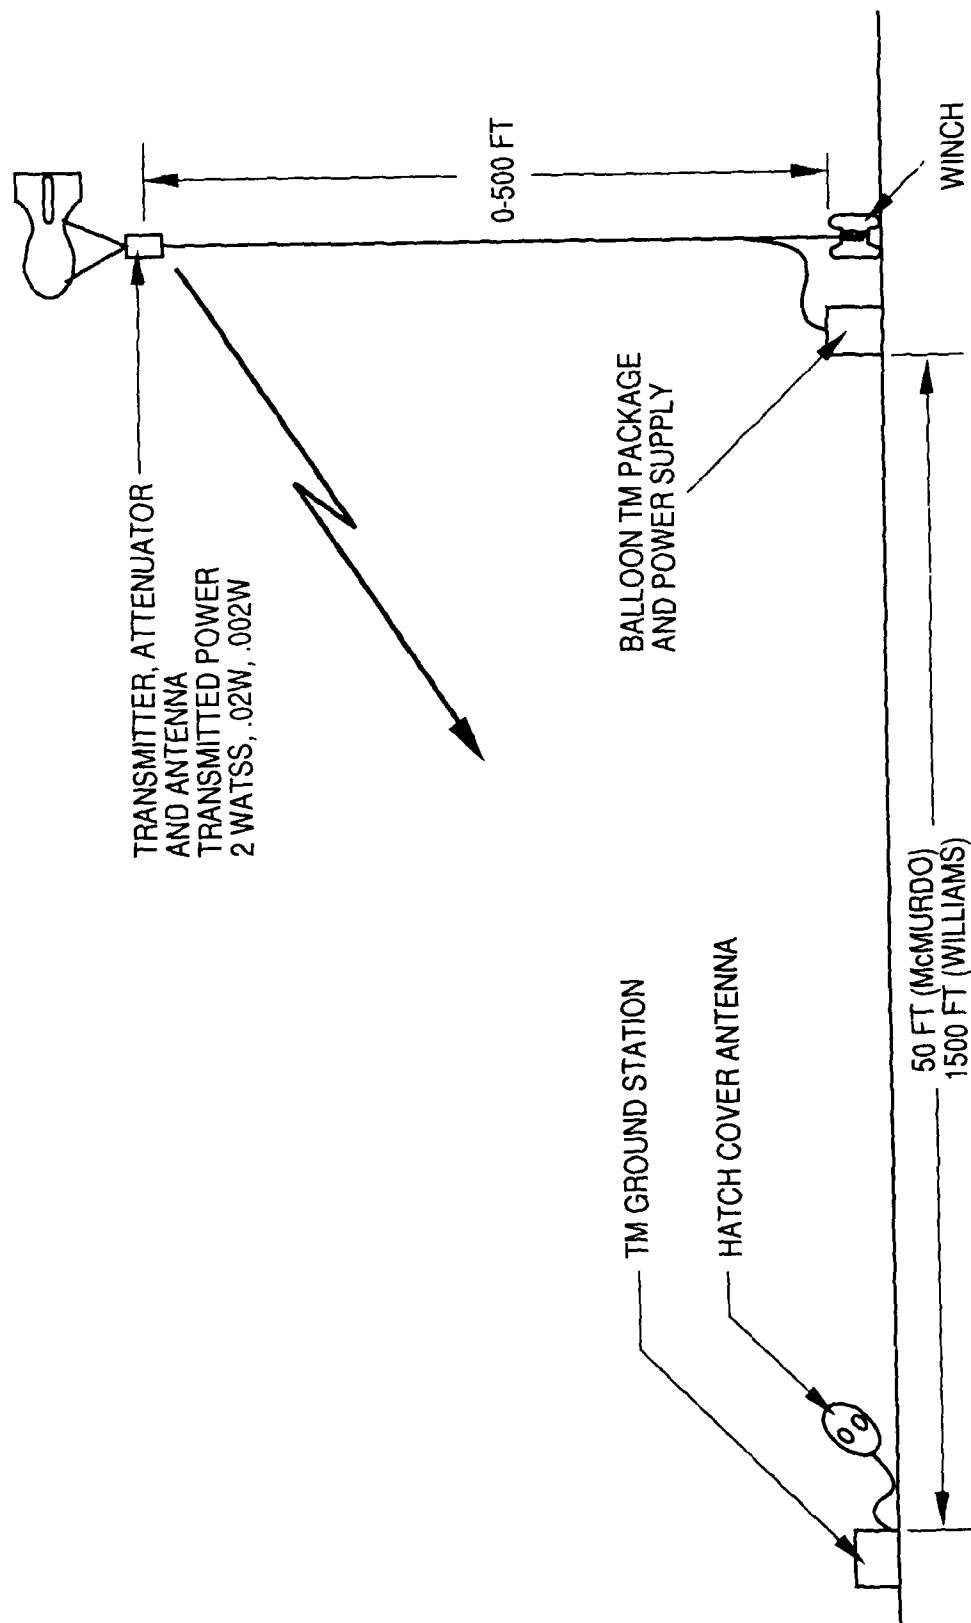 TRANSMITTER, ATTENUATOR
AND ANTENNA
TRANSMITTED POWER
2 WATSS, .02W, .002W
0-500 FT
BALLOON TM PACKAGE
AND POWER SUPPLY
WINCH
TM GROUND STATION
HATCH COVER ANTENNA
50 FT (McMURDO)
1500 FT (WILLIAMS)